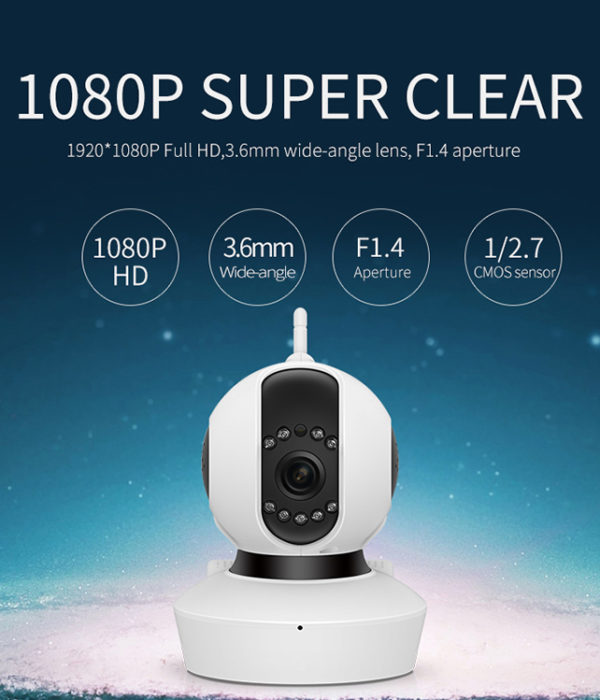 1080P SUPER CLEAR
1920*1080P Full HD,3.6mm wide-angle lens, F1.4 aperture
1080P
HD
3.6mm
Wide-angle
F1.4
Aperture
1/2.7
CMOS sensor